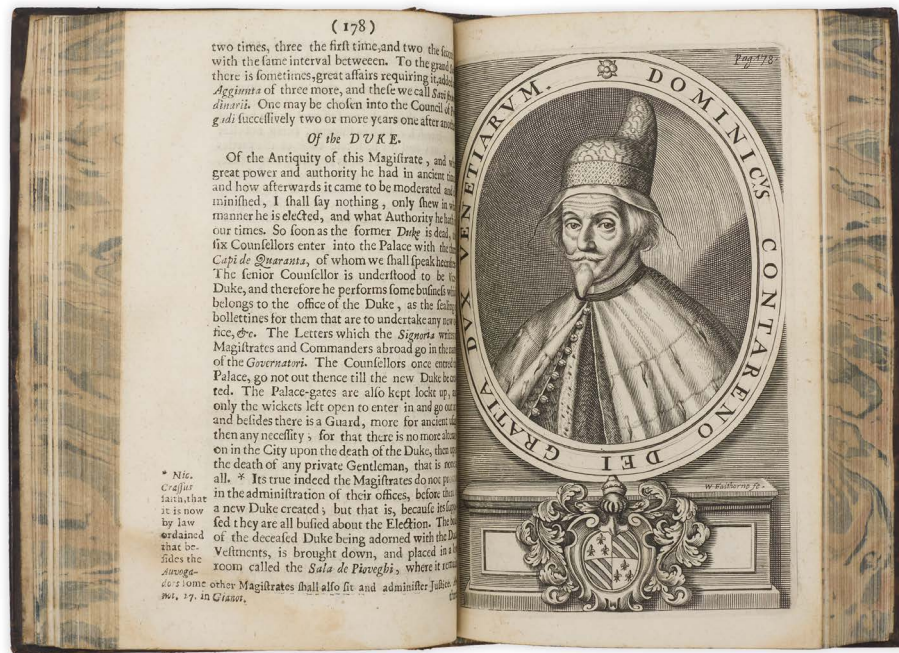 (178)
two times, three the firſt time, and two the
with the ſame interval betweeen. To the grand
there is ſometimes, great affairs requiring it, added
Aggiunta of three more, and theſe we call Savi
dinarii. One may be choſen into the Council of
gadi ſucceſſively two or more years one after
Of the DVKE.
Of the Antiquity of this Magiſtrate, and
great power and authority he had in ancient
and how afterwards it came to be moderated and
miniſhed, I ſhall ſay nothing, only ſhew in
manner he is elected, and what Authority he
our times. So ſoon as the former Duke is dead,
ſix Counſellors enter into the Palace with the
Capi de Quaranta, of whom we ſhall ſpeak
The ſenior Counſellor is underſtood to be
Duke, and therefore he performs ſome buſineſs
belongs to the office of the Duke, as the
bollettines for them that are to undertake any
fice, &c. The Letters which the Signoria
Magiſtrates and Commanders abroad go in the
of the Governatori. The Counſellors once
Palace, go not out thence till the new Duke be
ted. The Palace-gates are alſo kept lockt up,
only the wickets left open to enter in and go
and beſides there is a Guard, more for ancient
then any neceſſity; for that there is no more
on in the City upon the death of the Duke, then
the death of any private Gentleman, that is
all. * Its true indeed the Magiſtrates do not
in the adminiſtration of their offices, before
a new Duke created; but that is, becauſe its
ſed they are all buſied about the Election. The
of the deceaſed Duke being adorned with the
Veſtments, is brought down, and placed in a
room called the Sala de Pioveghi, where it
* Nic.
Craſſus
ſaith, that
it is now
by law
ordained
that be-
ſides the
Auvoga-
dors ſome other Magiſtrates ſhall alſo ſit and adminiſter Juſtice.
not. 27. in Gianot.
Pag. 178
DOMINICVS CONTARENO DEI GRATIA DVX VENETIARVM.
W. Faithorne ſc.